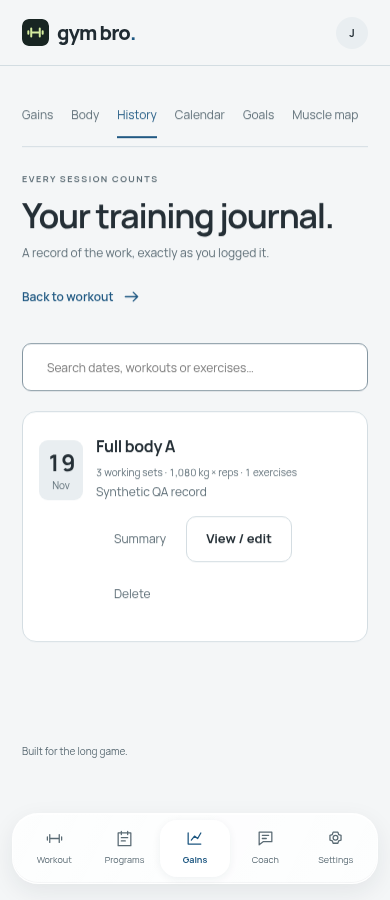 gym bro.
J
Gains Body History Calendar Goals Muscle map
EVERY SESSION COUNTS
Your training journal.
A record of the work, exactly as you logged it.
Back to workout →
Search dates, workouts or exercises...
19
Nov
Full body A
3 working sets · 1,080 kg × reps · 1 exercises
Synthetic QA record
Summary View / edit
Delete
Built for the long game.
Workout Programs Gains Coach Settings